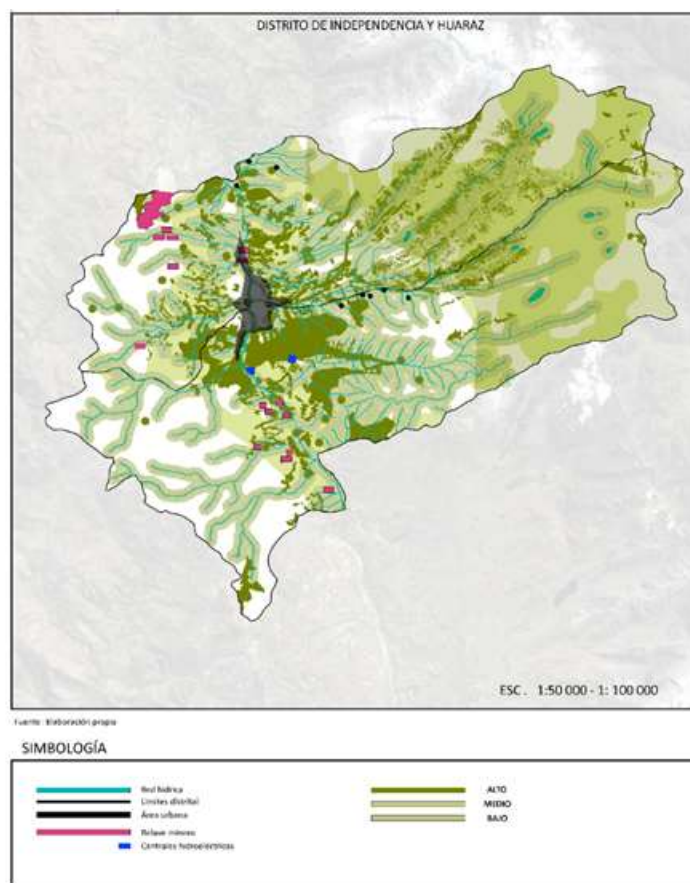 DISTRITO DE INDEPENDENCIA Y HUARAZ
ESC . 1:50 000 - 1: 100 000
Fuente: Elaboración propia
SIMBOLOGÍA
Red hídrica
Límites distrital
Área urbana
Relave minero
Centrales hidroeléctricas
ALTO
MEDIO
BAJO